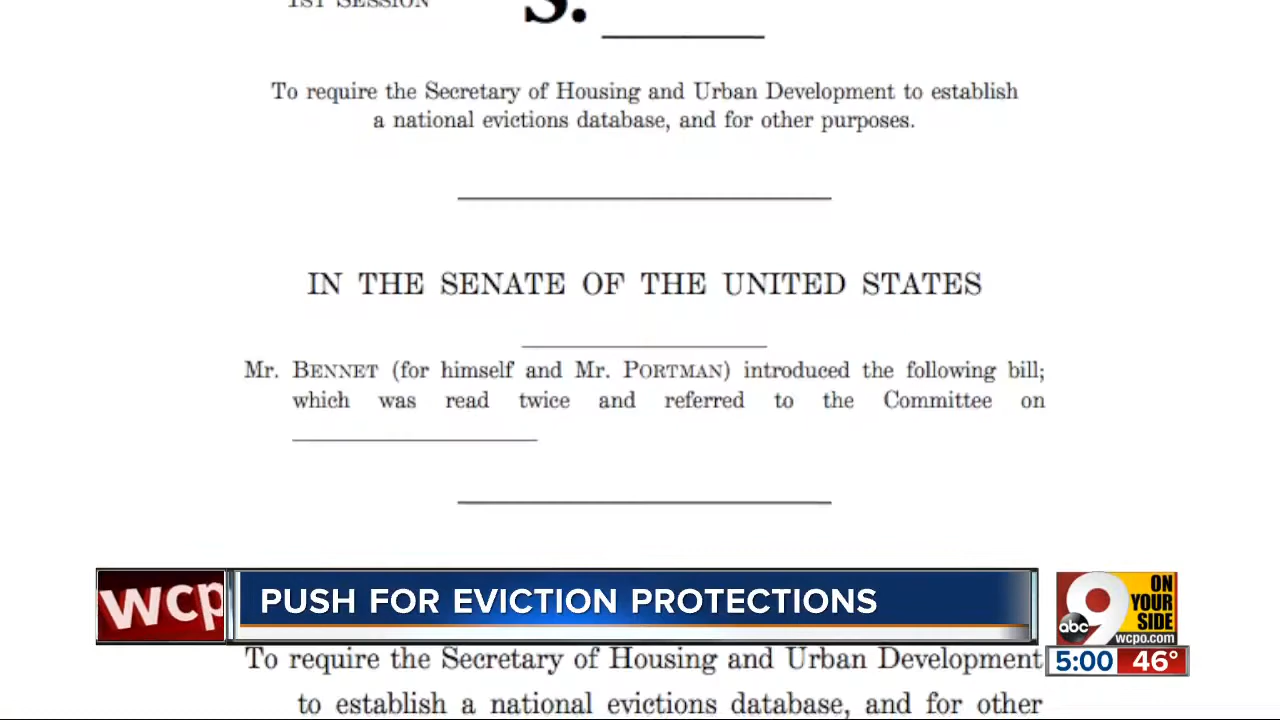 1ST SESSION
S.
To require the Secretary of Housing and Urban Development to establish
a national evictions database, and for other purposes.
IN THE SENATE OF THE UNITED STATES
Mr. BENNET (for himself and Mr. PORTMAN) introduced the following bill;
which was read twice and referred to the Committee on
wcp
PUSH FOR EVICTION PROTECTIONS
abc 9
ON
YOUR
SIDE
wcpo.com
5:00 46°
To require the Secretary of Housing and Urban Development
to establish a national evictions database, and for other